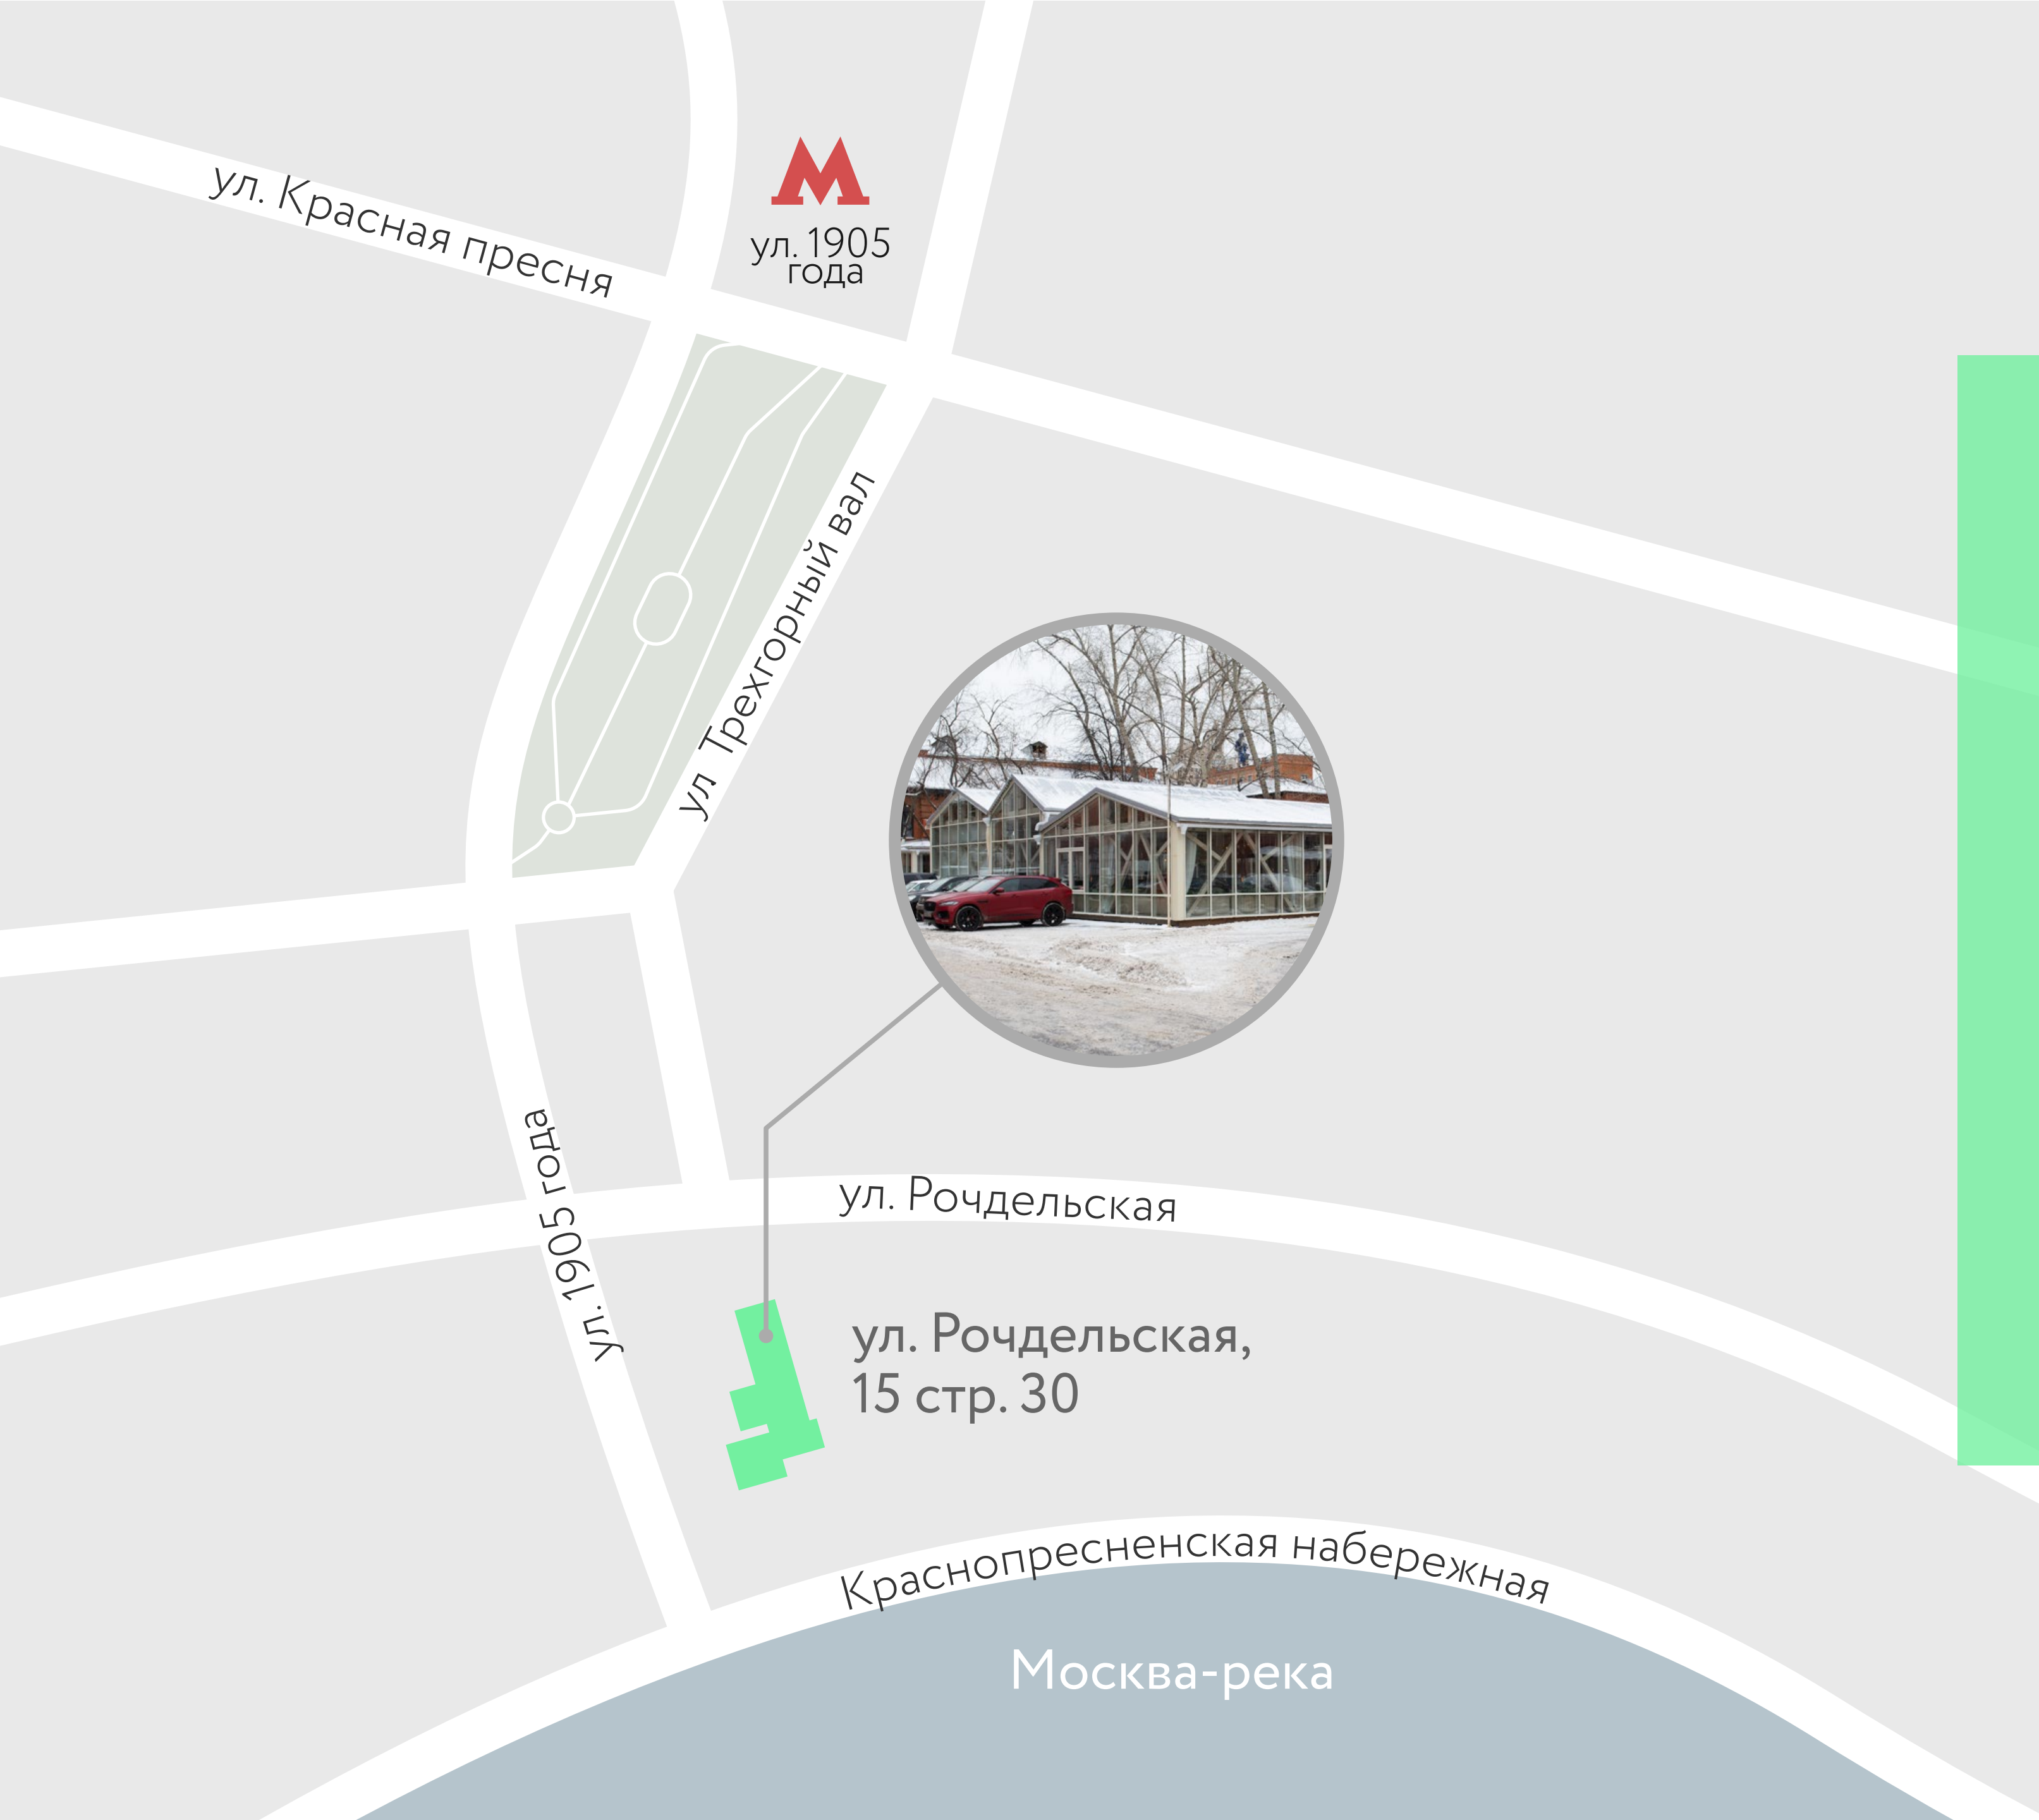 ул. Красная пресня
ул. 1905
года
ул. Трехгорный вал
ул. 1905 года
ул. Рочдельская
ул. Рочдельская,
15 стр. 30
Краснопресненская набережная
Москва-река